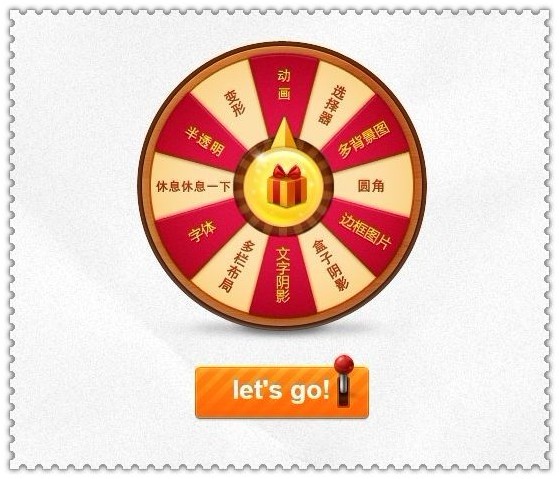 动画
选择器
多背景图
圆角
边框图片
盒子阴影
文字阴影
多栏布局
字体
休息休息一下
半透明
变形
let's go!